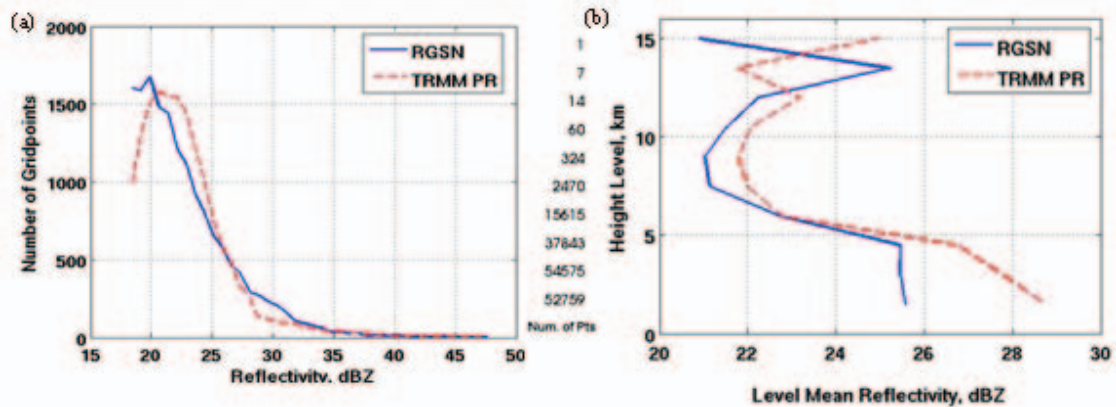 (a)
2000
1500
1000
500
0
15 20 25 30 35 40 45 50
Number of Gridpoints
Reflectivity, dBZ
RGSN
TRMM PR
1
7
14
60
324
2470
15615
37843
54575
52759
Num. of Pts
(b)
15
10
5
0
20 22 24 26 28 30
Height Level, km
Level Mean Reflectivity, dBZ
RGSN
TRMM PR